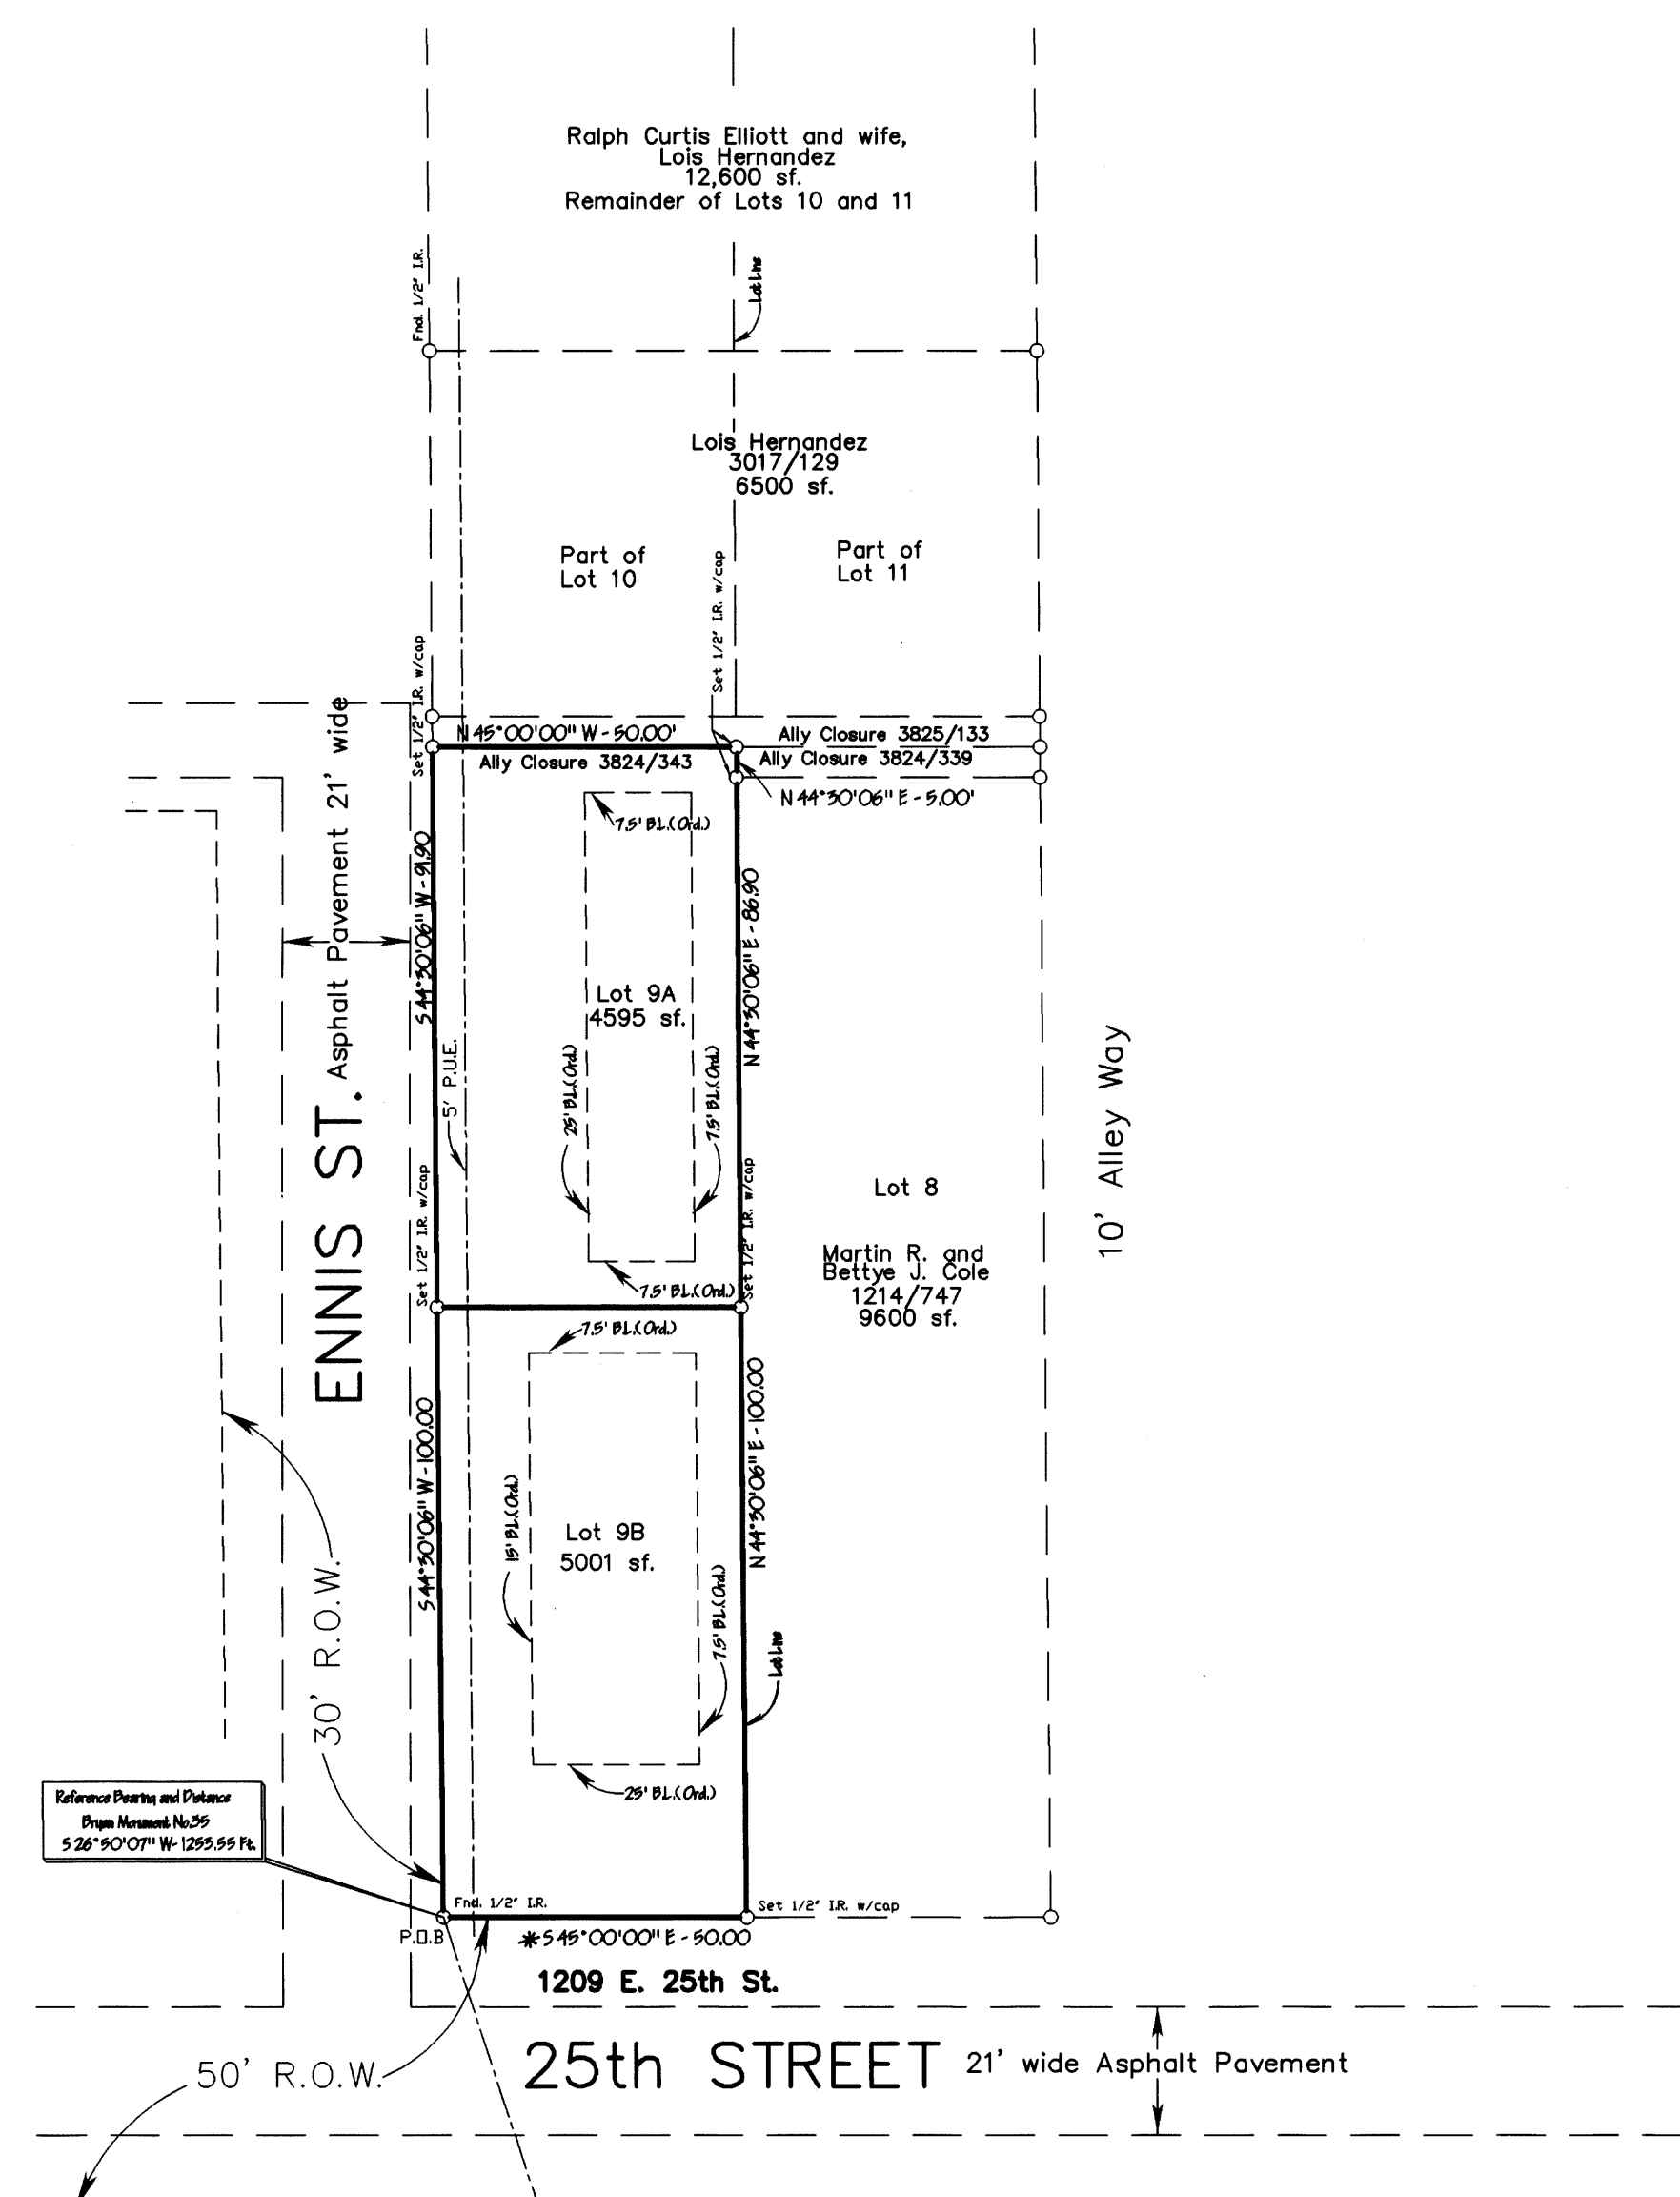 Ralph Curtis Elliott and wife,
Lois Hernandez
12,600 sf.
Remainder of Lots 10 and 11
Fnd. 1/2" I.R.
Lot Line
Lois Hernandez
3017/129
6500 sf.
Part of
Lot 10
Part of
Lot 11
Set 1/2" I.R. w/cap
Set 1/2" I.R. w/cap
N 45°00'00" W - 50.00'
Ally Closure 3825/133
Ally Closure 3824/343
Ally Closure 3824/339
N 44°30'06" E - 5.00'
7.5' B.L.(Ord.)
Asphalt Pavement 21' wide
S 44°30'06" W - 91.90
N 44°30'06" E - 86.90
Lot 9A
4595 sf.
5' P.U.E.
25' B.L.(Ord.)
7.5' B.L.(Ord.)
10' Alley Way
ENNIS ST.
Set 1/2" I.R. w/cap
Set 1/2" I.R. w/cap
Lot 8
Martin R. and
Bettye J. Cole
1214/747
9600 sf.
7.5' B.L.(Ord.)
7.5' B.L.(Ord.)
S 44°30'06" W - 100.00
N 44°30'06" E - 100.00
15' B.L.(Ord.)
Lot 9B
5001 sf.
7.5' B.L.(Ord.)
Lot Line
30' R.O.W.
25' B.L.(Ord.)
Reference Bearing and Distance
Bryan Monument No.35
S 26°50'07" W- 1253.55 Ft.
Fnd. 1/2" I.R.
Set 1/2" I.R. w/cap
P.O.B
*S 45°00'00" E - 50.00
1209 E. 25th St.
50' R.O.W.
25th STREET
21' wide Asphalt Pavement